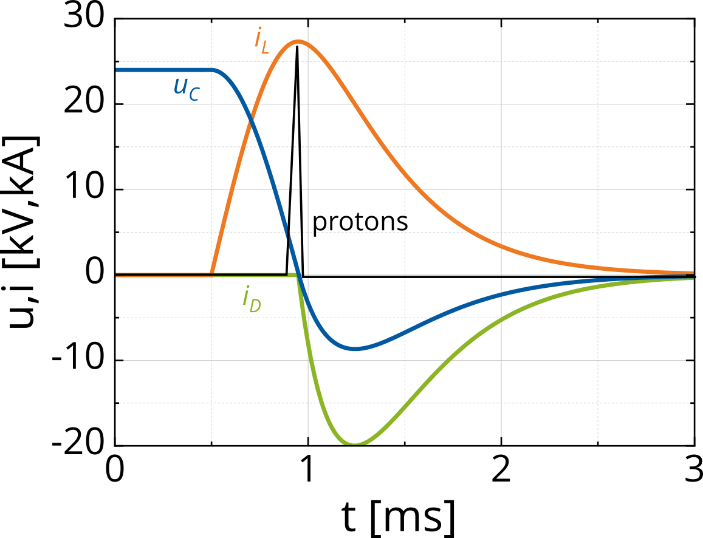 30
20
10
0
-10
-20
u,i [kV,kA]
i_L
u_C
protons
i_D
0 1 2 3
t [ms]